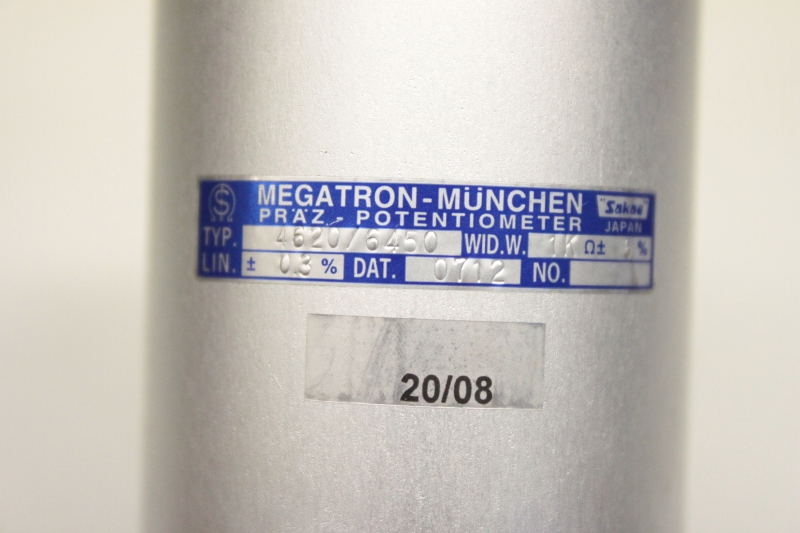 MEGATRON-MÜNCHEN "Sakae"
PRÄZ. POTENTIOMETER JAPAN
TYP. 4620/6450 WID.W. 1K Ω± %
LIN. ± 0.3 % DAT. 0712 NO.
20/08